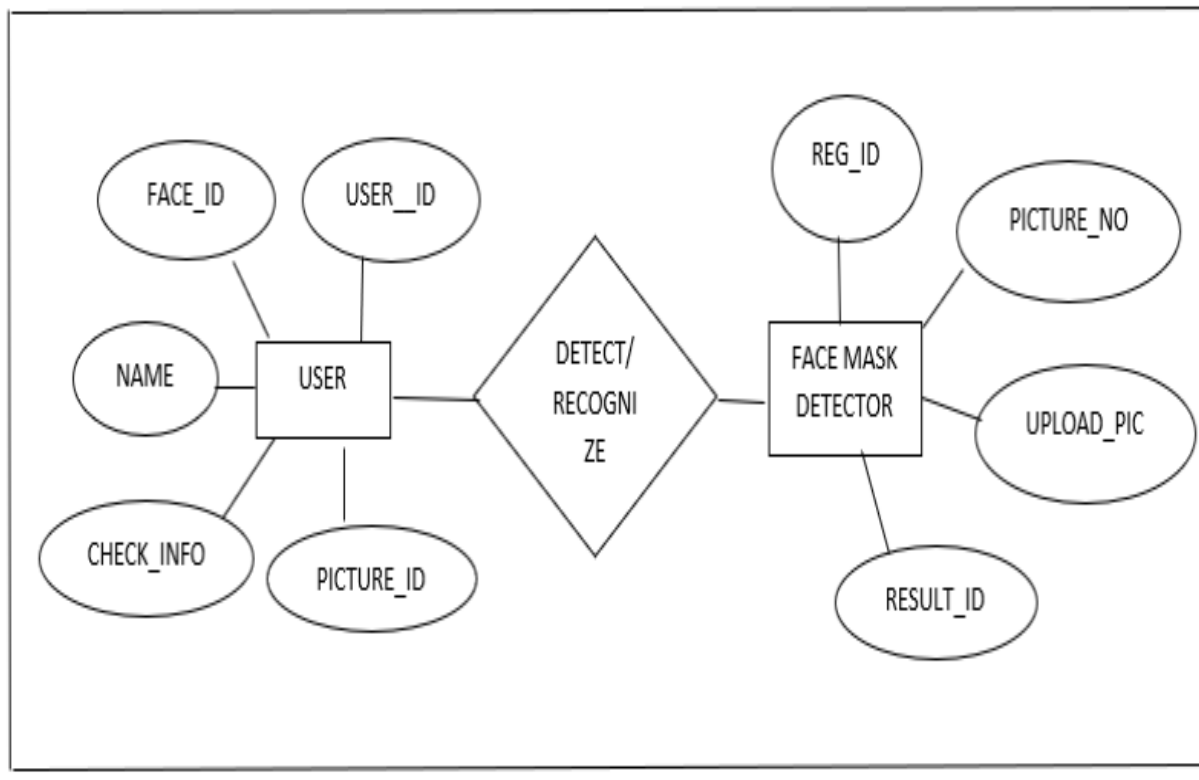 FACE_ID
USER__ID
NAME
USER
CHECK_INFO
PICTURE_ID
DETECT/
RECOGNI
ZE
REG_ID
PICTURE_NO
FACE MASK
DETECTOR
UPLOAD_PIC
RESULT_ID